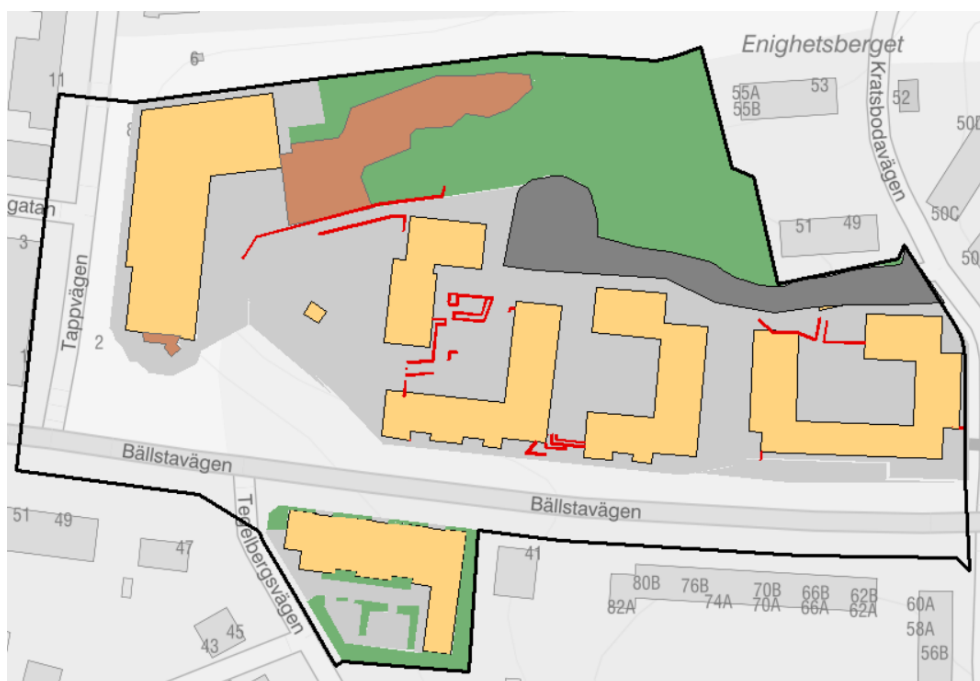 Enighetsberget
Kratsbodavägen
6
11
53
55A
55B
52
50D
8
gatan
3
51
49
50C
50
Tappvägen
2
1
Bällstavägen
Bällstavägen
Tegelbergsvägen
51
49
47
41
80B
76B
70B
66B
62B
82A
74A
70A
66A
62A
60A
58A
56B
45
43